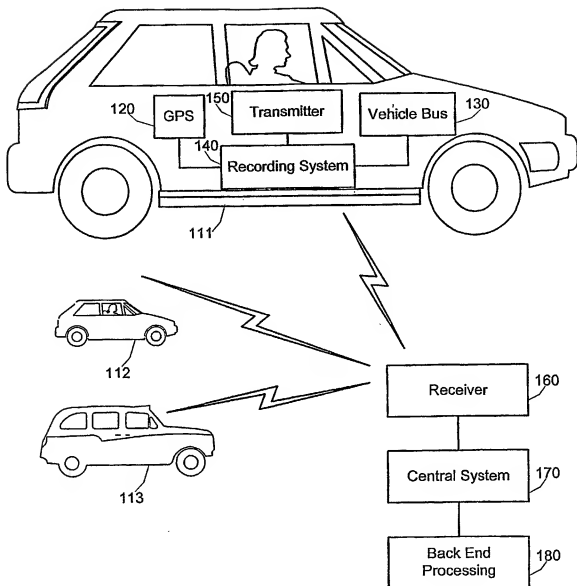 150
120
GPS
Transmitter
Vehicle Bus
130
140
Recording System
111
112
113
Receiver
160
Central System
170
Back End
Processing
180